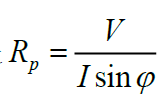 R_p = V / (I sin φ)